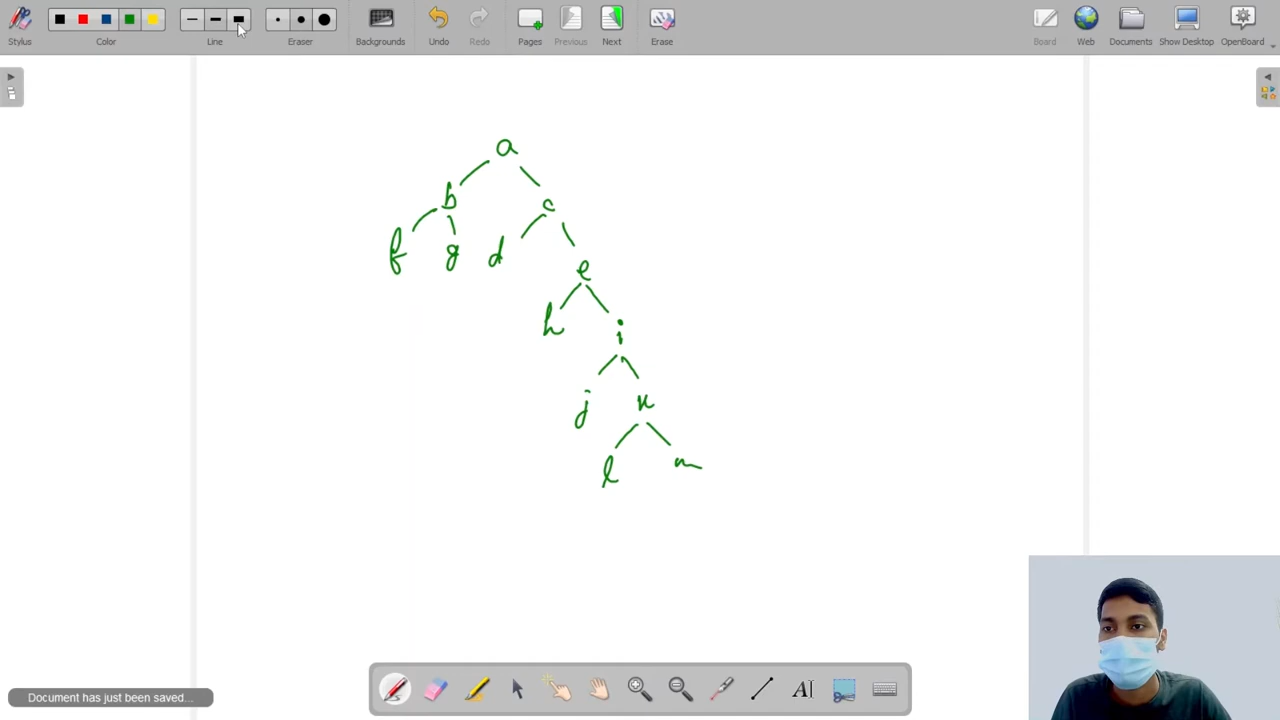 Stylus Color Line Eraser Backgrounds Undo Redo Pages Previous Next Erase Board Web Documents Show Desktop OpenBoard
a
b c
f g d
e
h i
j k
l m
AI
Document has just been saved...